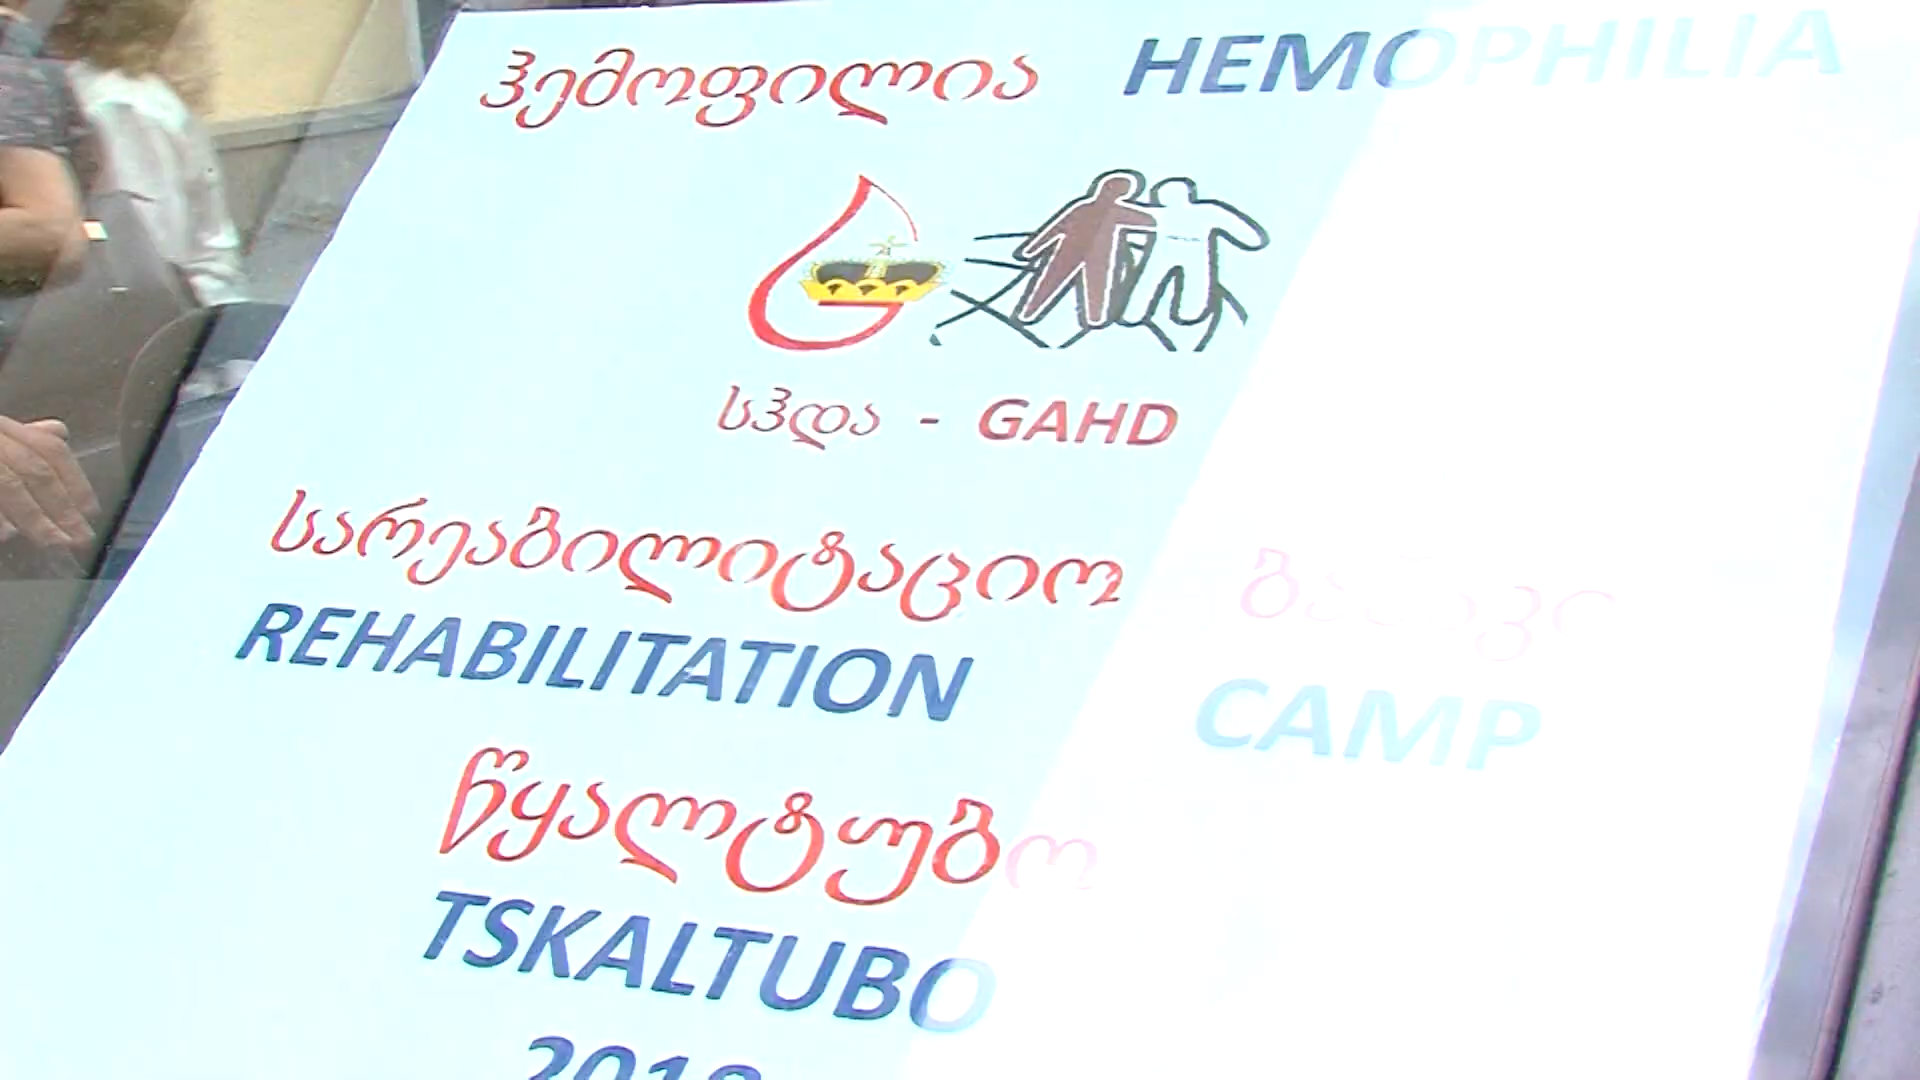 ჰემოფილია HEMOPHILIA
სჰდა - GAHD
სარეაბილიტაციო
REHABILITATION CAMP
წყალტუბო
TSKALTUBO